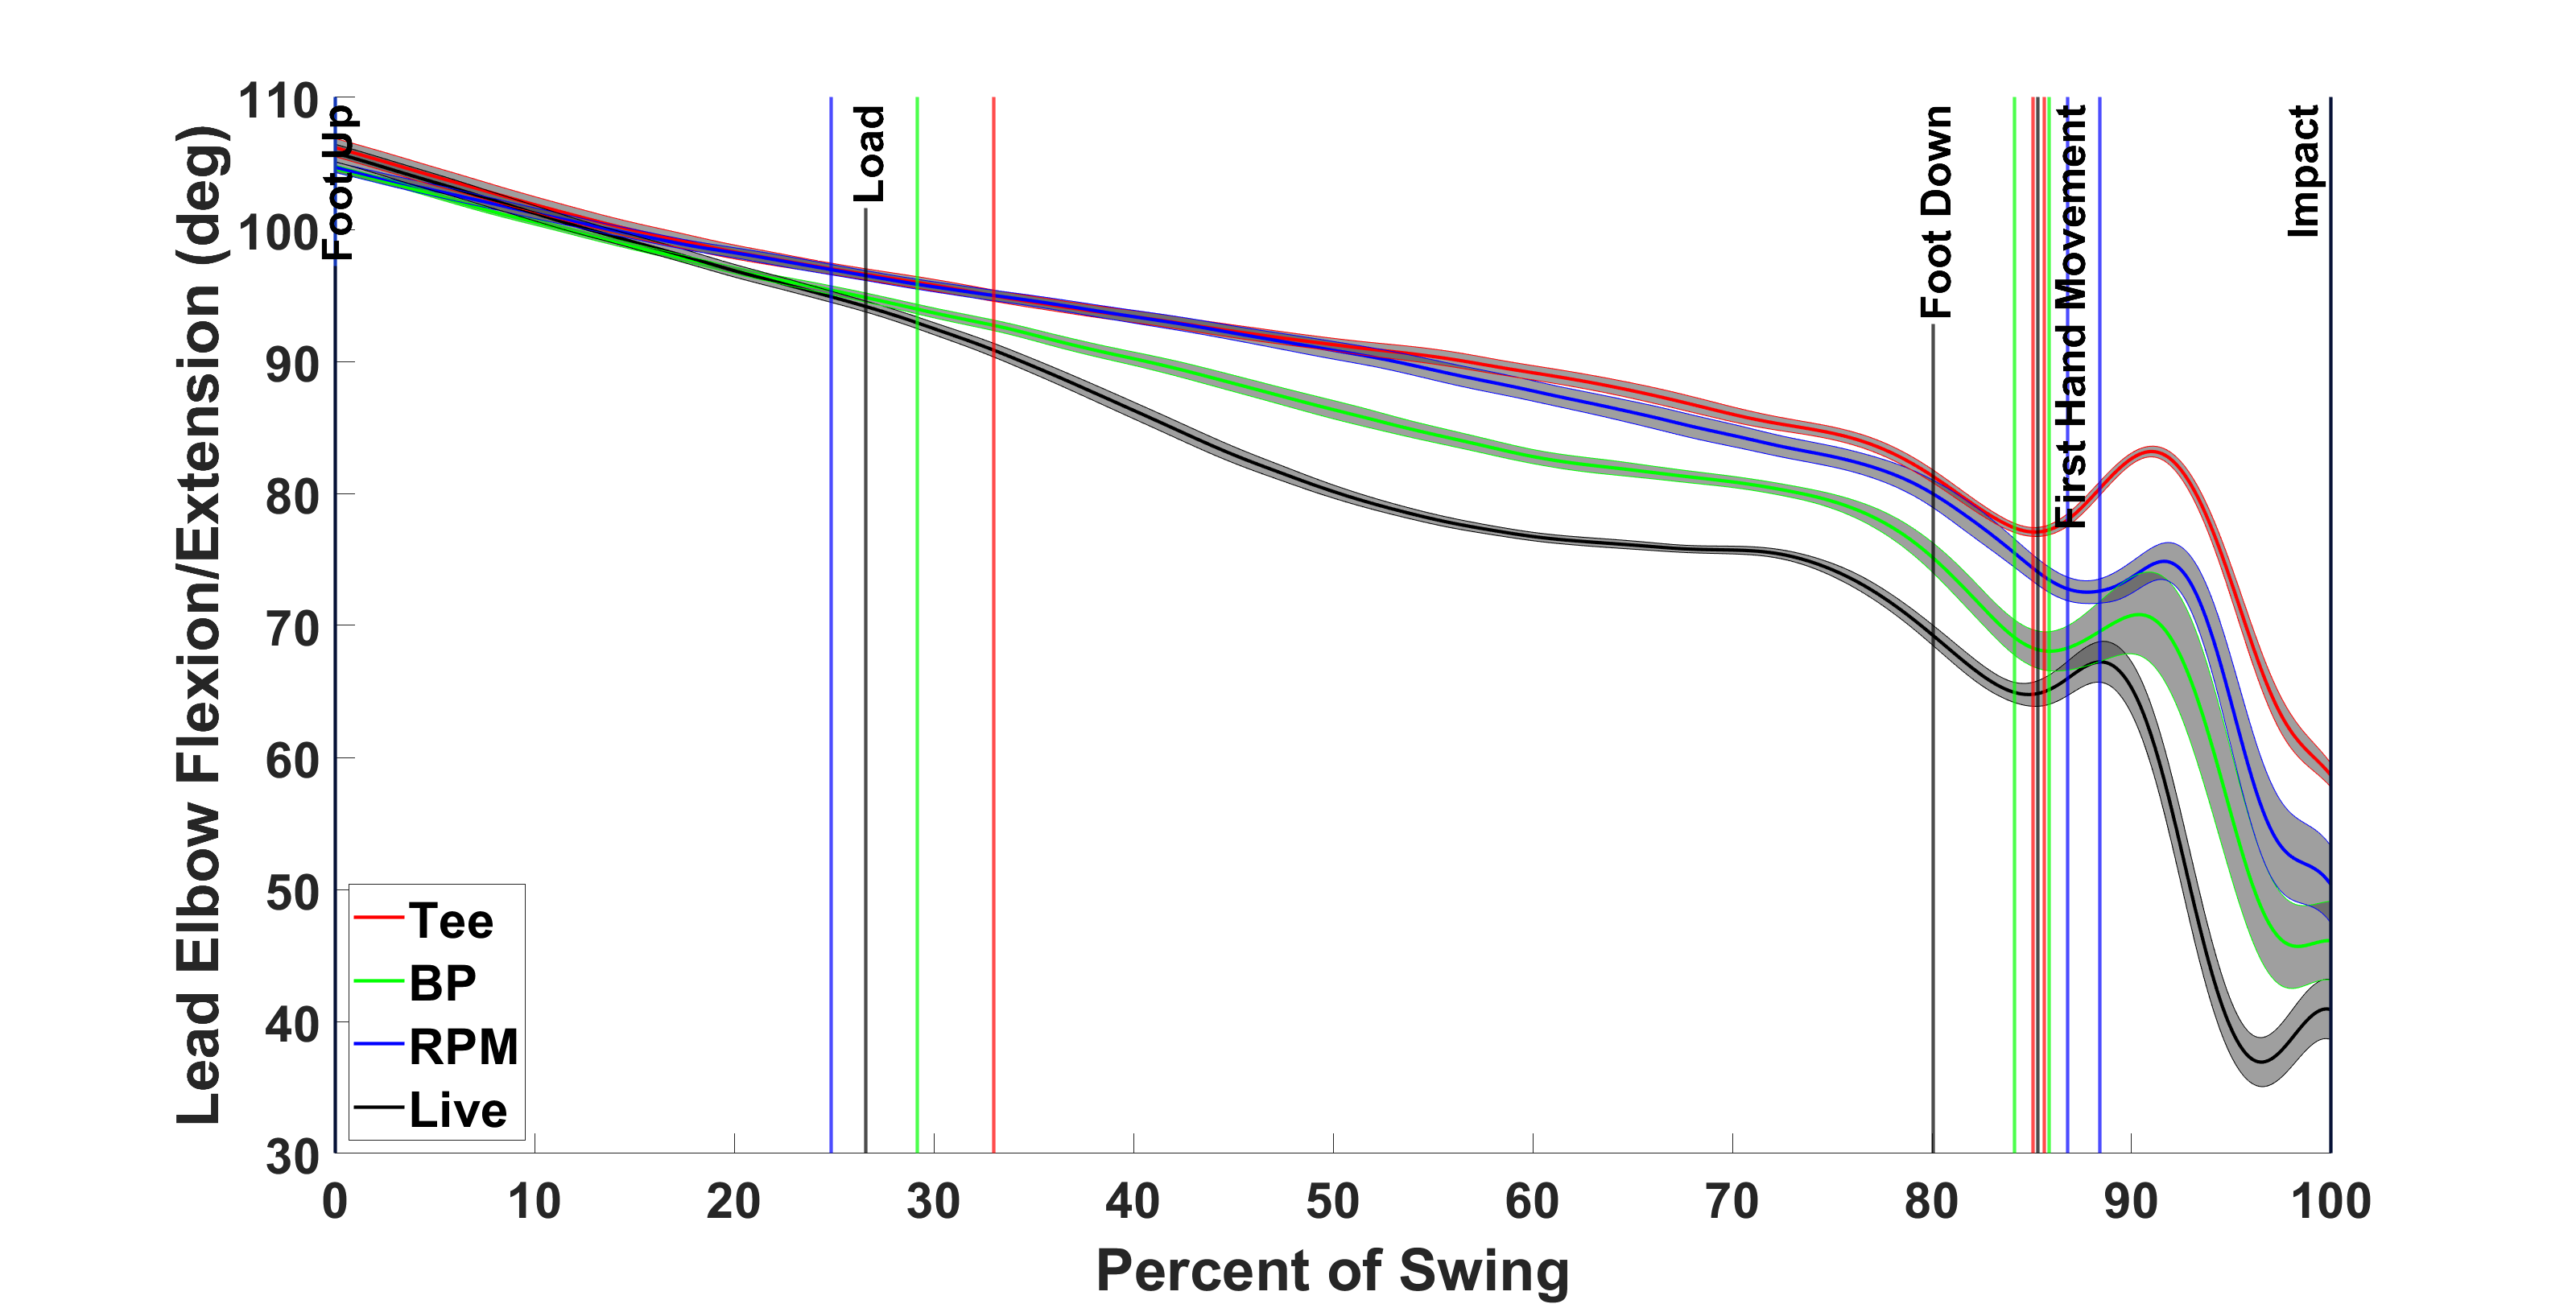 Lead Elbow Flexion/Extension (deg)
110
100
90
80
70
60
50
40
30
Foot Up
Load
Foot Down
First Hand Movement
Impact
Tee
BP
RPM
Live
0 10 20 30 40 50 60 70 80 90 100
Percent of Swing